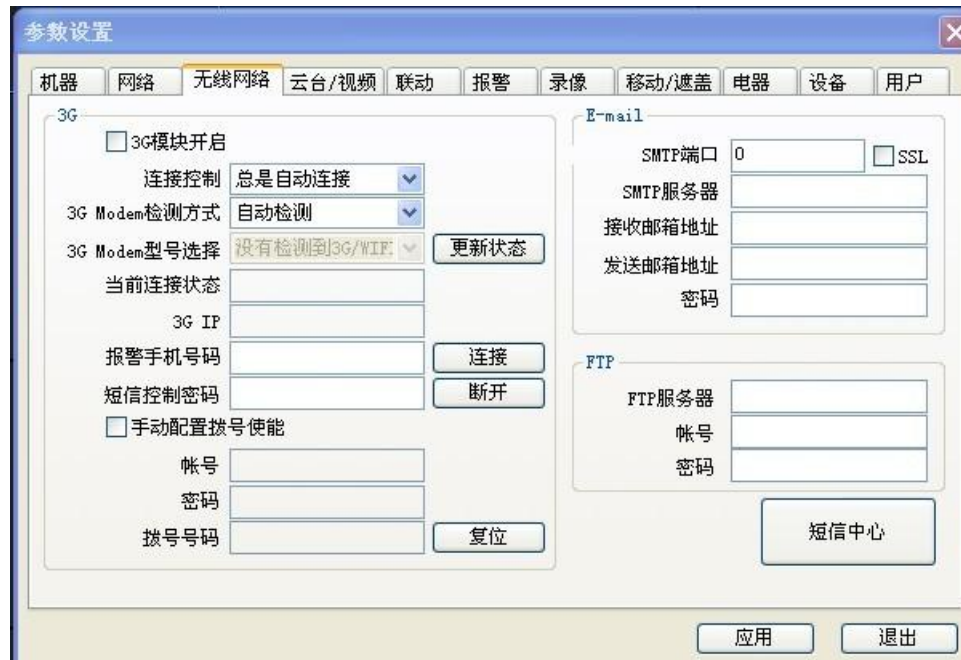 参数设置
机器 网络 无线网络 云台/视频 联动 报警 录像 移动/遮盖 电器 设备 用户
3G
3G模块开启
连接控制 总是自动连接
3G Modem检测方式 自动检测
3G Modem型号选择 没有检测到3G/WIFI 更新状态
当前连接状态
3G IP
报警手机号码 连接
短信控制密码 断开
手动配置拨号使能
帐号
密码
拨号号码 复位
E-mail
SMTP端口 0 SSL
SMTP服务器
接收邮箱地址
发送邮箱地址
密码
FTP
FTP服务器
帐号
密码
短信中心
应用 退出